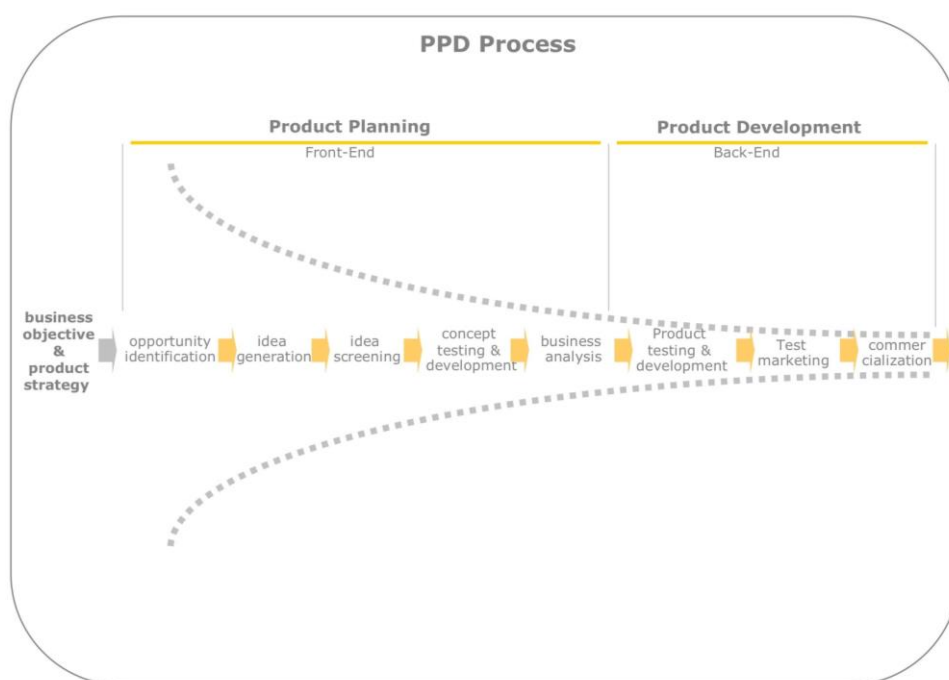 PPD Process
Product Planning
Front-End
Product Development
Back-End
business
objective
&
product
strategy
opportunity
identification
idea
generation
idea
screening
concept
testing &
development
business
analysis
Product
testing &
development
Test
marketing
commer
cialization